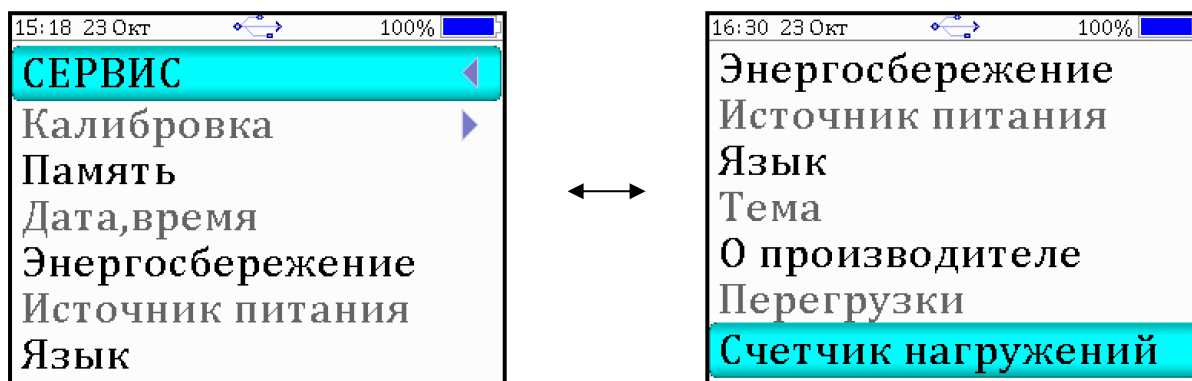 15:18 23 Окт 100%
СЕРВИС
Калибровка
Память
Дата,время
Энергосбережение
Источник питания
Язык
16:30 23 Окт 100%
Энергосбережение
Источник питания
Язык
Тема
О производителе
Перегрузки
Счетчик нагружений